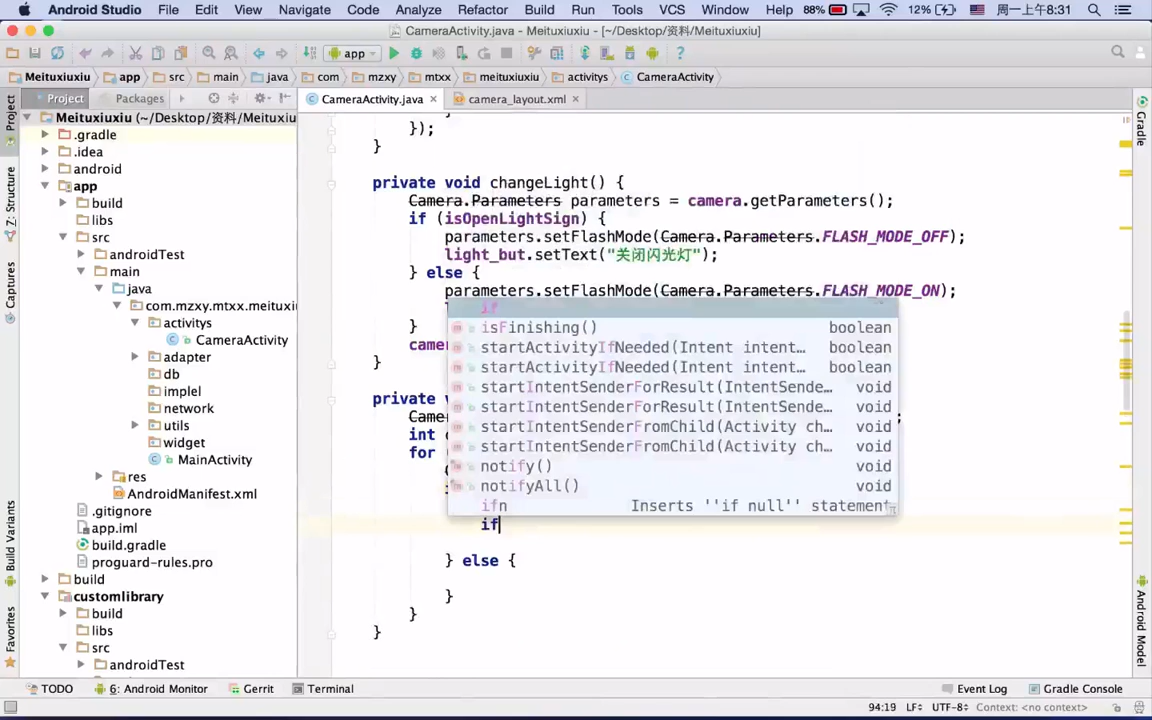 Android Studio File Edit View Navigate Code Analyze Refactor Build Run Tools VCS Window Help 88% 12% 周一上午8:31
CameraActivity.java - Meituxiuxiu - [~/Desktop/资料/Meituxiuxiu]
app
Meituxiuxiu app src main java com mzxy mtxx meituxiuxiu activitys CameraActivity
Project Packages
CameraActivity.java camera_layout.xml
Meituxiuxiu (~/Desktop/资料/Meituxiu
.gradle
.idea
android
app
build
libs
src
androidTest
main
java
com.mzxy.mtxx.meituxiu
activitys
CameraActivity
adapter
db
implel
network
utils
widget
MainActivity
res
AndroidManifest.xml
.gitignore
app.iml
build.gradle
proguard-rules.pro
build
customlibrary
build
libs
src
androidTest
Project
Z: Structure
Captures
Build Variants
Favorites
});
}
private void changeLight() {
Camera.Parameters parameters = camera.getParameters();
if (isOpenLightSign) {
parameters.setFlashMode(Camera.Parameters.FLASH_MODE_OFF);
light_but.setText("关闭闪光灯");
} else {
parameters.setFlashMode(Camera.Parameters.FLASH_MODE_ON);
if
isFinishing() boolean
}
startActivityIfNeeded(Intent intent… boolean
came
startActivityIfNeeded(Intent intent… boolean
}
startIntentSenderForResult(IntentSende… void
private v
startIntentSenderForResult(IntentSende… void
Cam
startIntentSenderFromChild(Activity ch… void
int
startIntentSenderFromChild(Activity ch… void
for
notify() void
notifyAll() void
ifn Inserts ''if null'' statement
if
} else {
}
}
}
Gradle
Android Model
TODO 6: Android Monitor Gerrit Terminal Event Log Gradle Console
94:19 LF UTF-8 Context: <no context>